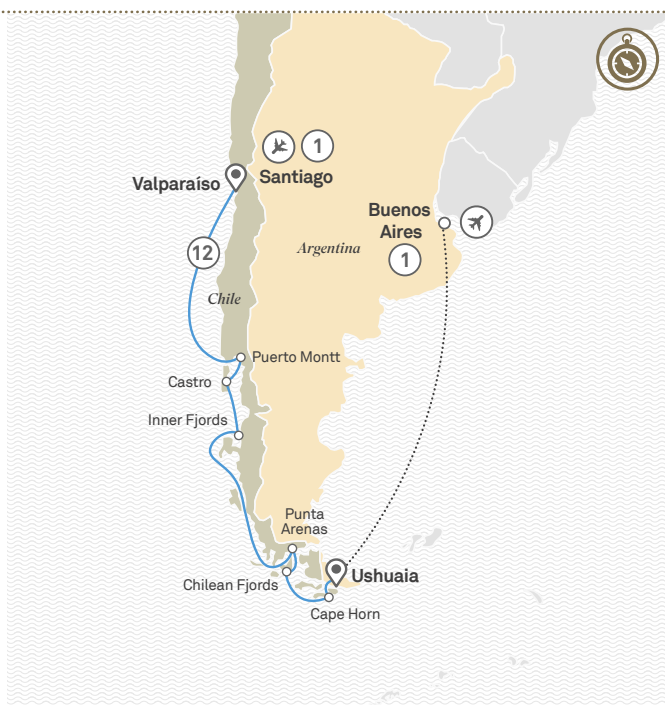 1
Santiago
Valparaíso
Buenos
Aires
1
Argentina
12
Chile
Puerto Montt
Castro
Inner Fjords
Punta
Arenas
Chilean Fjords
Ushuaia
Cape Horn